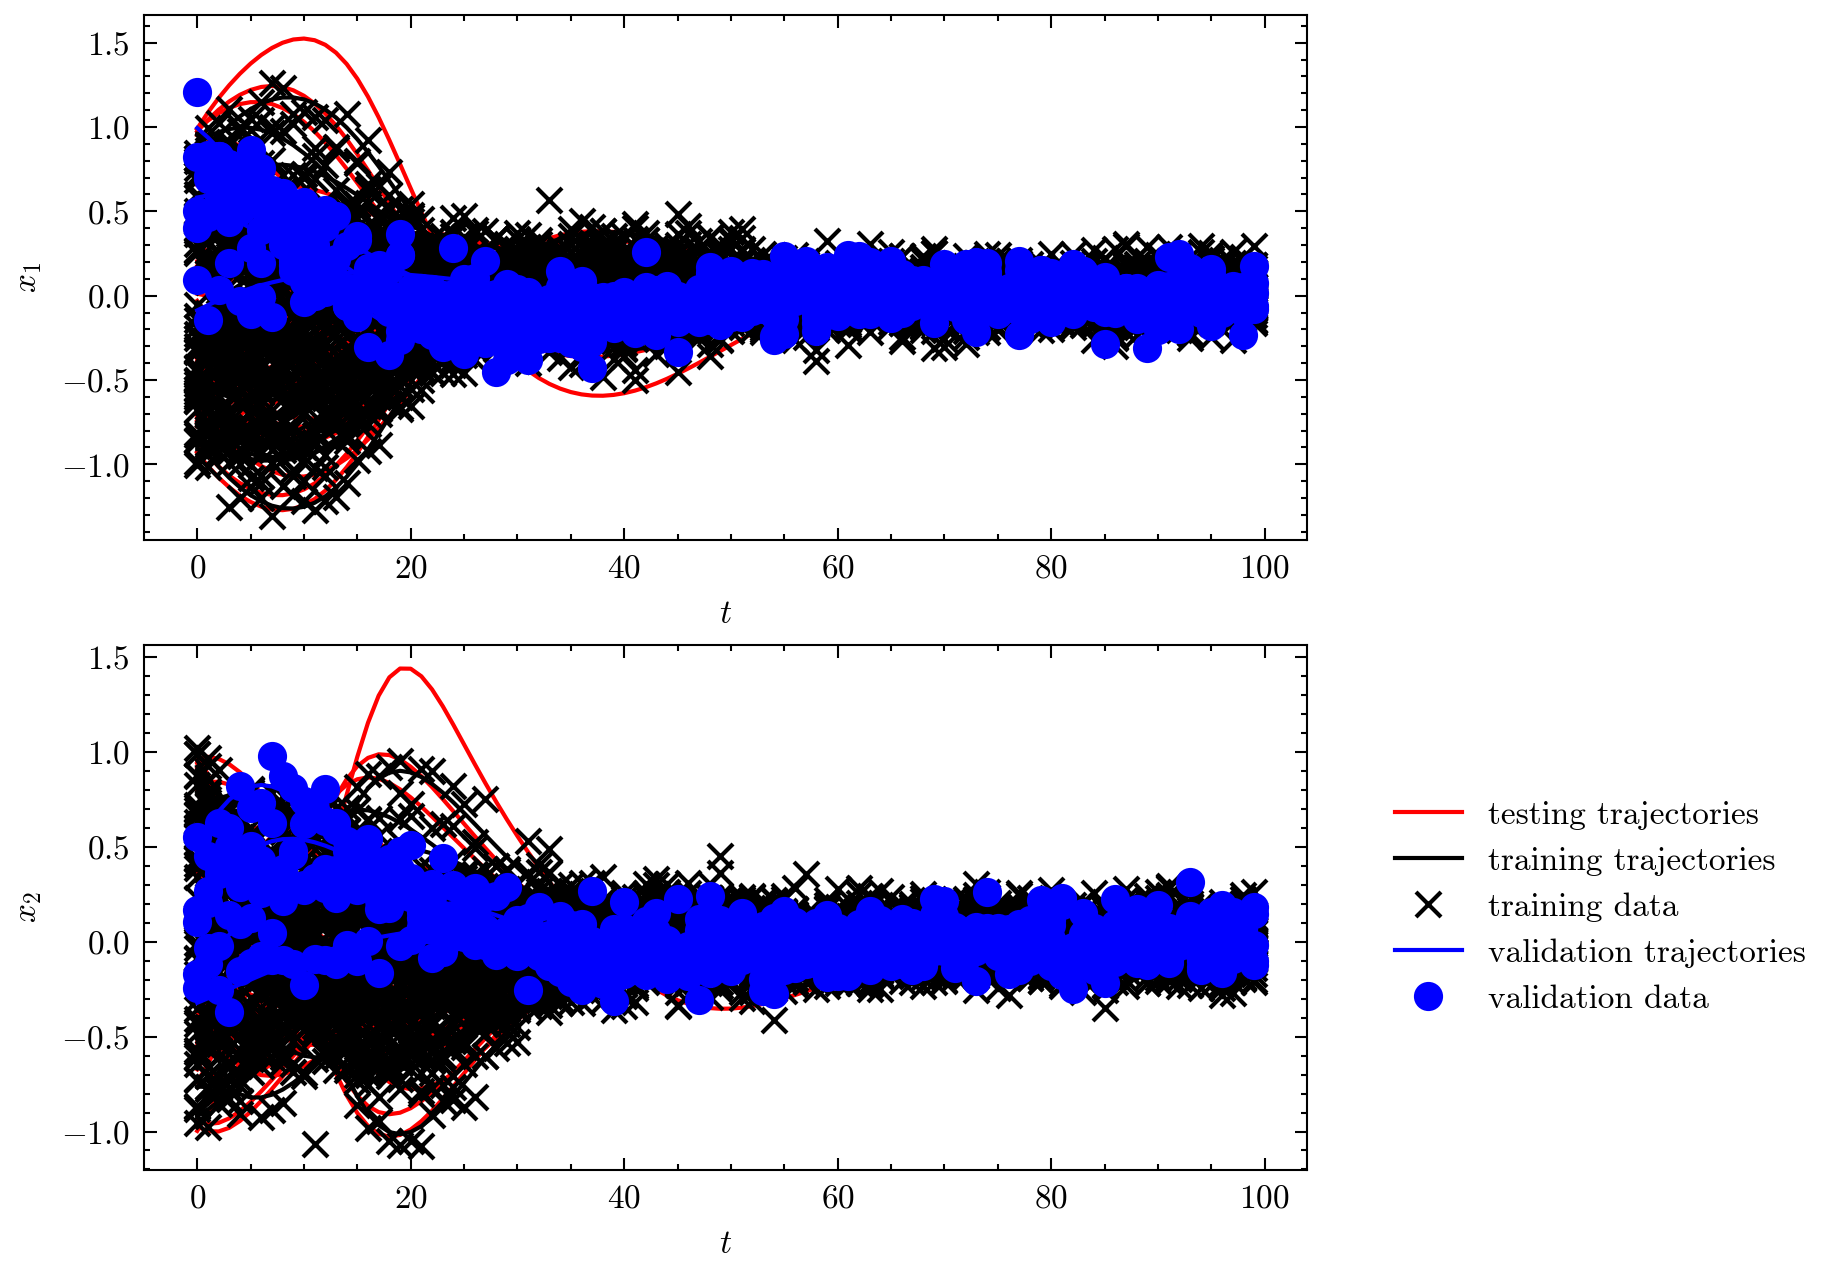 1.5
1.0
0.5
0.0
−0.5
−1.0
x₁
0 20 40 60 80 100
t
1.5
1.0
0.5
0.0
−0.5
−1.0
x₂
0 20 40 60 80 100
t
testing trajectories
training trajectories
training data
validation trajectories
validation data